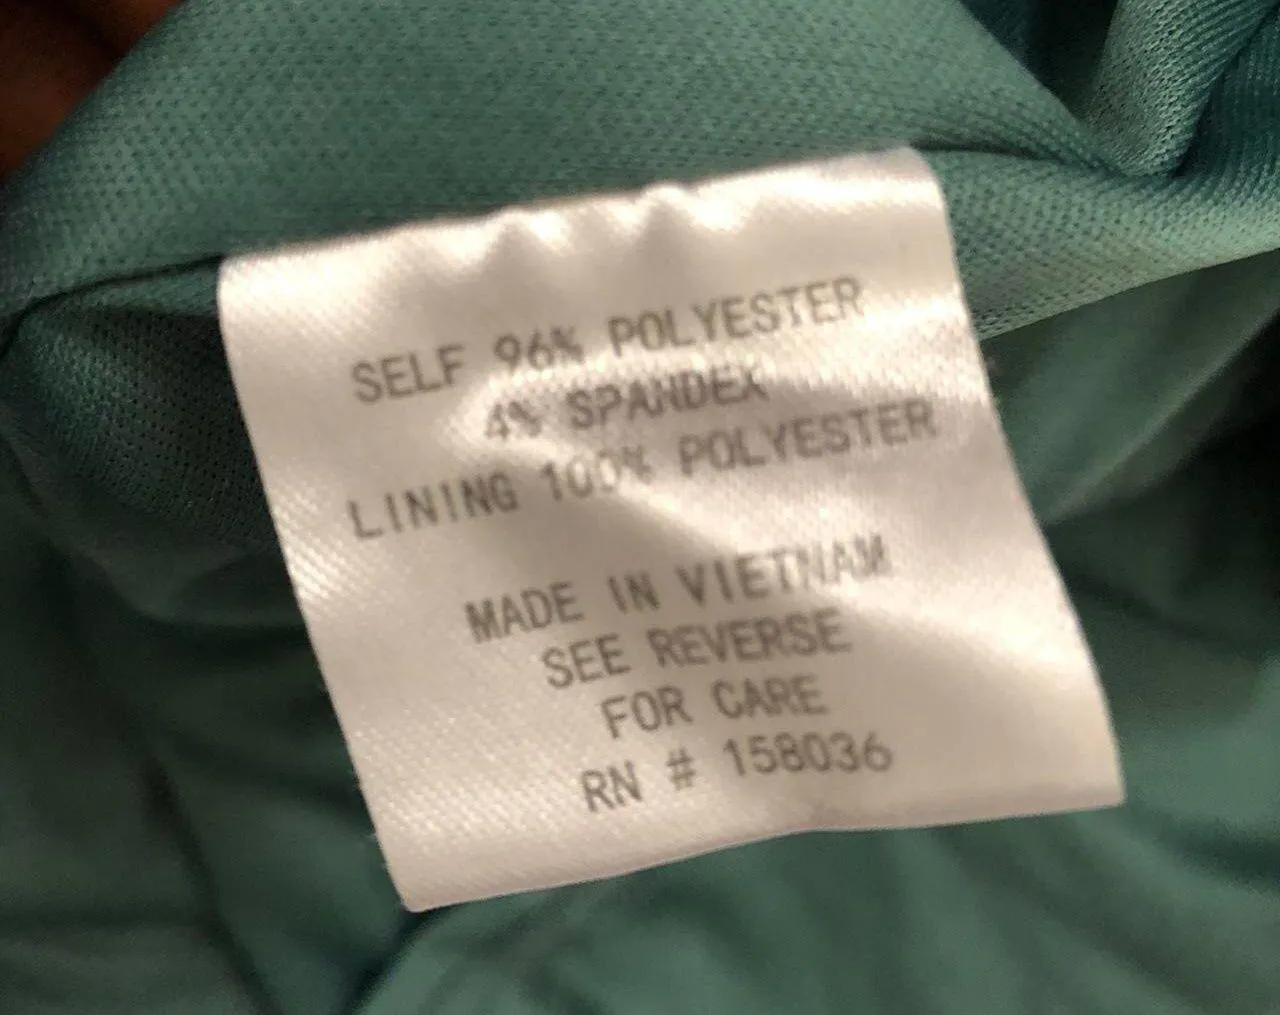 SELF 96% POLYESTER
4% SPANDEX
LINING 100% POLYESTER
MADE IN VIETNAM
SEE REVERSE
FOR CARE
RN # 158036